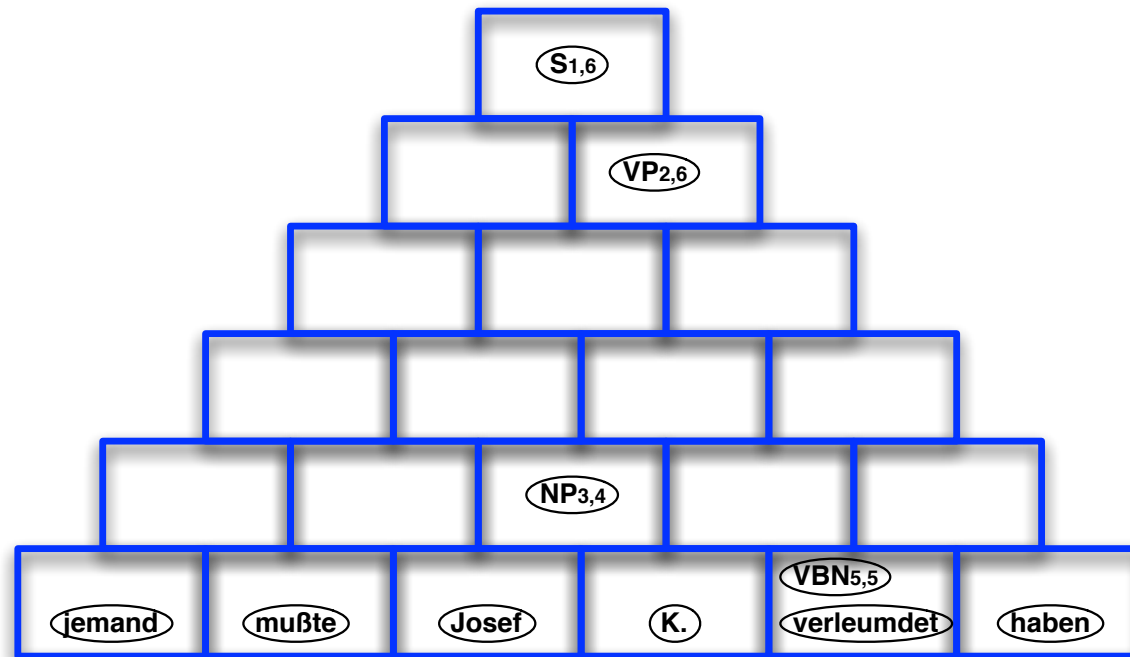 S1,6
VP2,6
NP3,4
VBN5,5
jemand mußte Josef K. verleumdet haben